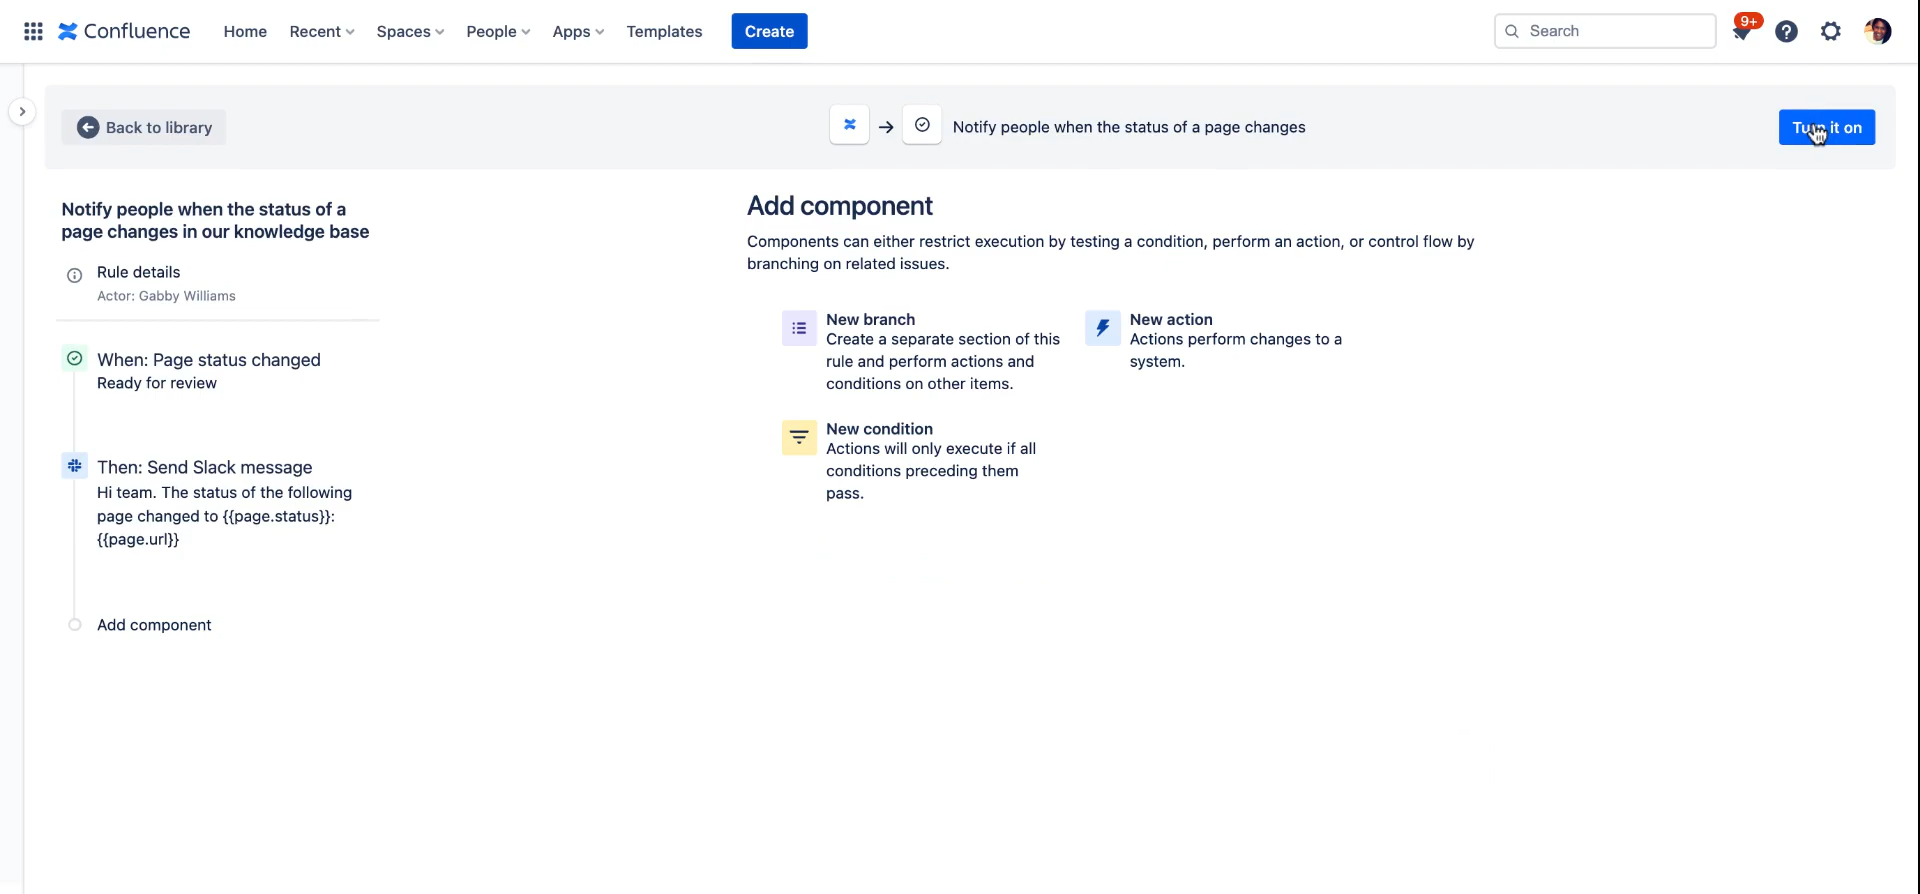 Confluence Home Recent Spaces People Apps Templates Create Search 9+
Back to library
Notify people when the status of a page changes
Turn it on
Notify people when the status of a
page changes in our knowledge base
Rule details
Actor: Gabby Williams
When: Page status changed
Ready for review
Then: Send Slack message
Hi team. The status of the following
page changed to {{page.status}}:
{{page.url}}
Add component
Add component
Components can either restrict execution by testing a condition, perform an action, or control flow by
branching on related issues.
New branch
Create a separate section of this
rule and perform actions and
conditions on other items.
New action
Actions perform changes to a
system.
New condition
Actions will only execute if all
conditions preceding them
pass.